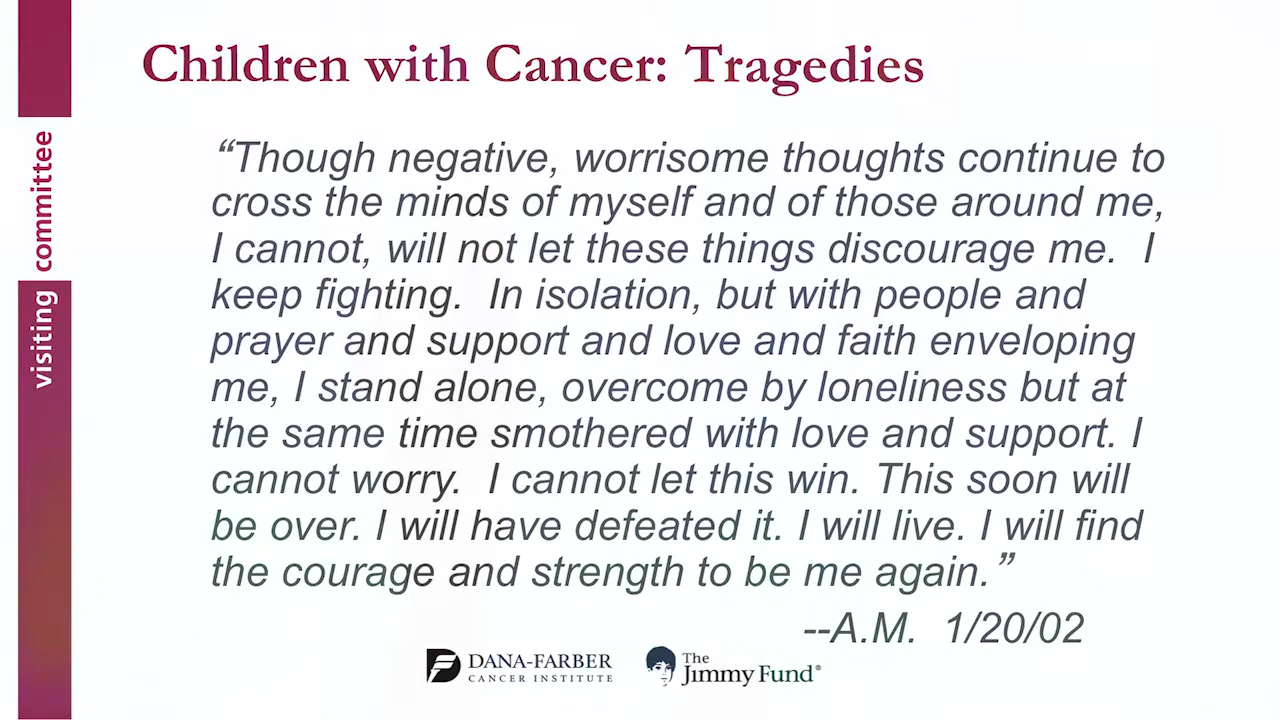 Children with Cancer: Tragedies
visiting committee
“Though negative, worrisome thoughts continue to
cross the minds of myself and of those around me,
I cannot, will not let these things discourage me.  I
keep fighting.  In isolation, but with people and
prayer and support and love and faith enveloping
me, I stand alone, overcome by loneliness but at
the same time smothered with love and support. I
cannot worry.  I cannot let this win. This soon will
be over. I will have defeated it. I will live. I will find
the courage and strength to be me again.”
--A.M.  1/20/02
DANA-FARBER
CANCER INSTITUTE
The
Jimmy Fund®